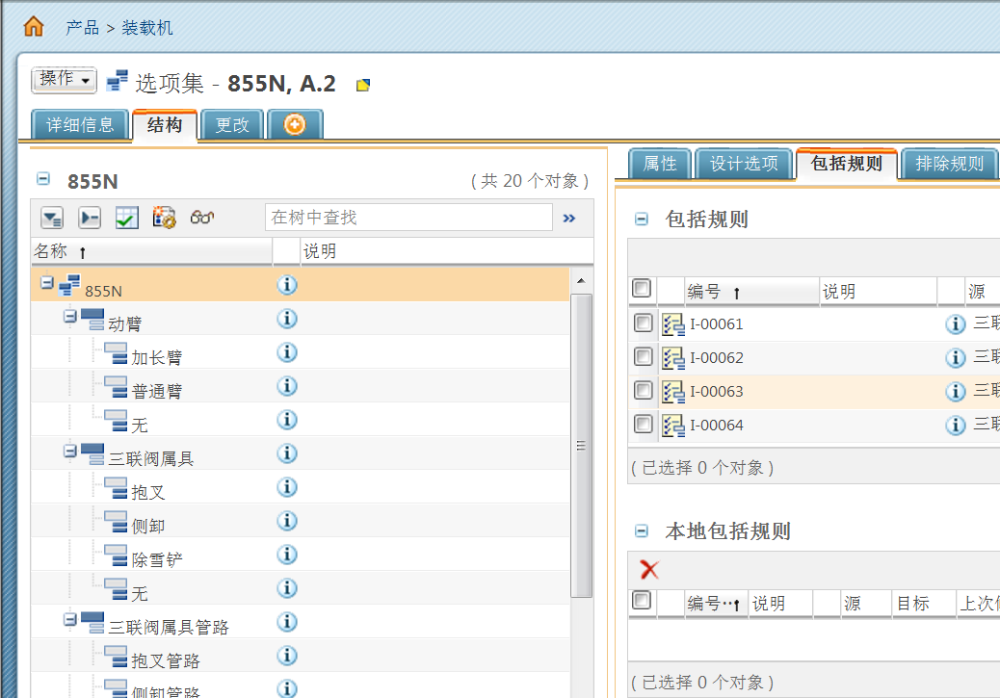 产品 > 装载机
操作
选项集 - 855N, A.2
详细信息 结构 更改
855N
( 共 20 个对象 )
在树中查找 »
名称 ↑ 说明
855N
动臂
加长臂
普通臂
无
三联阀属具
抱叉
侧卸
除雪铲
无
三联阀属具管路
抱叉管路
侧卸管路
属性 设计选项 包括规则 排除规则
包括规则
编号 ↑ 说明 源
I-00061 三联
I-00062 三联
I-00063 三联
I-00064 三联
( 已选择 0 个对象 )
本地包括规则
编号··↑ 说明 源 目标 上次
( 已选择 0 个对象 )